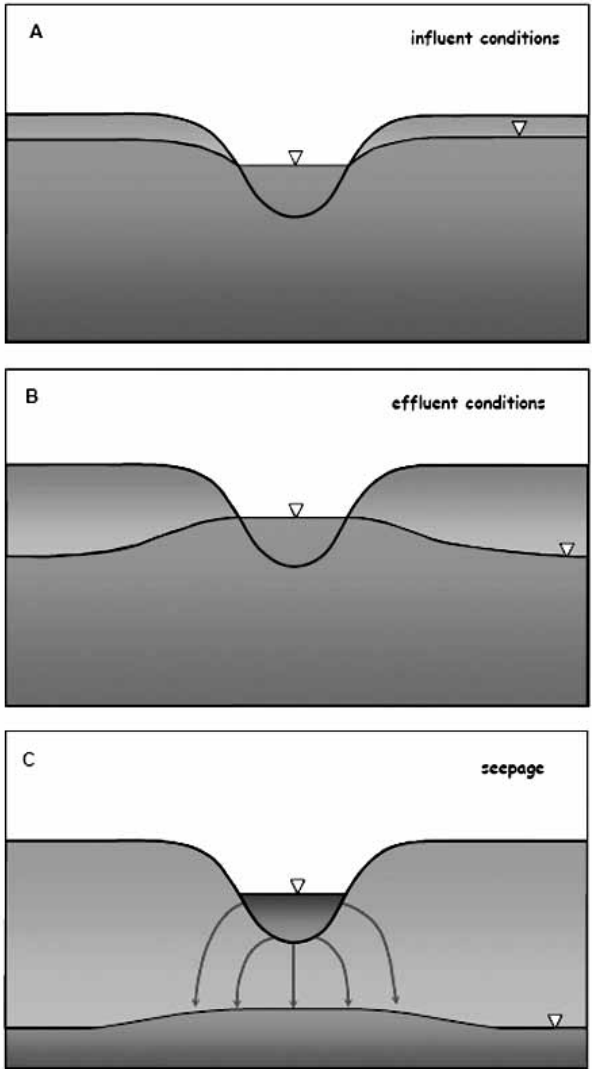 A
influent conditions
B
effluent conditions
C
seepage